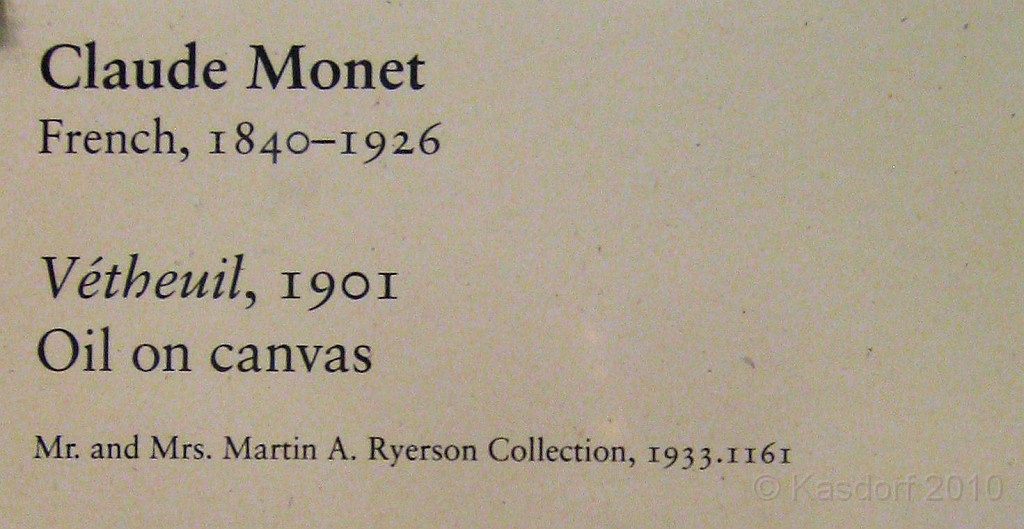 Claude Monet
French, 1840–1926
Vétheuil, 1901
Oil on canvas
Mr. and Mrs. Martin A. Ryerson Collection, 1933.1161
© Kasdorf 2010